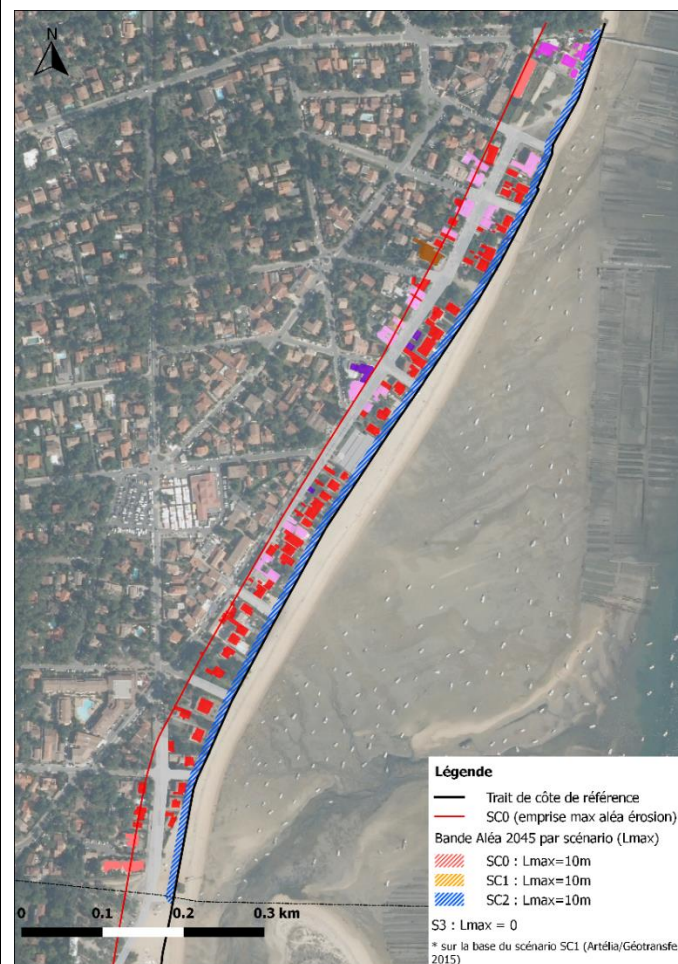 N
Légende
Trait de côte de référence
SC0 (emprise max aléa érosion)
Bande Aléa 2045 par scénario (Lmax)
SC0 : Lmax=10m
SC1 : Lmax=10m
SC2 : Lmax=10m
S3 : Lmax = 0
* sur la base du scénario SC1 (Artélia/Géotransfe
2015)
0 0.1 0.2 0.3 km